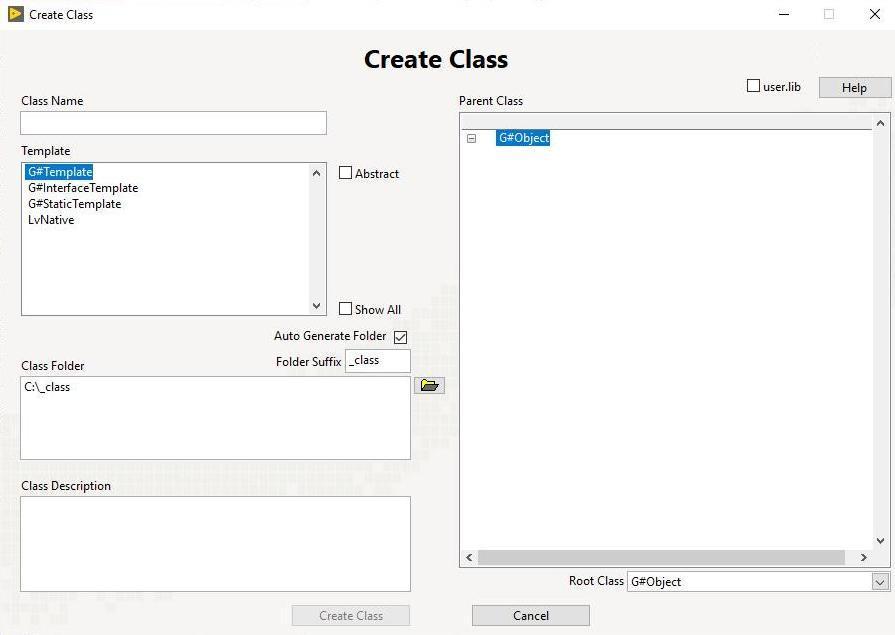 Create Class
Create Class
user.lib
Help
Class Name
Parent Class
G#Object
Template
G#Template
G#InterfaceTemplate
G#StaticTemplate
LvNative
Abstract
Show All
Auto Generate Folder
Folder Suffix
_class
Class Folder
C:\_class
Class Description
Root Class
G#Object
Create Class
Cancel